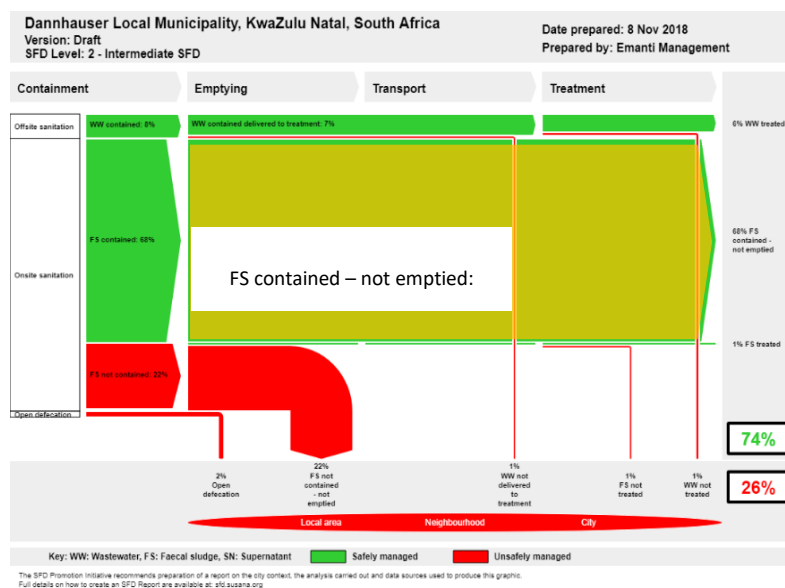 Dannhauser Local Municipality, KwaZulu Natal, South Africa
Version: Draft
SFD Level: 2 - Intermediate SFD
Date prepared: 8 Nov 2018
Prepared by: Emanti Management
Containment
Emptying
Transport
Treatment
Offsite sanitation
WW contained: 8%
WW contained delivered to treatment: 7%
6% WW treated
Onsite sanitation
FS contained: 68%
FS contained – not emptied:
68% FS
contained -
not emptied
1% FS treated
FS not contained: 22%
Open defecation
74%
26%
2%
Open
defecation
22%
FS not
contained
- not
emptied
1%
WW not
delivered
to
treatment
1%
FS not
treated
1%
WW not
treated
Local area
Neighbourhood
City
Key: WW: Wastewater, FS: Faecal sludge, SN: Supernatant
Safely managed
Unsafely managed
The SFD Promotion Initiative recommends preparation of a report on the city context, the analysis carried out and data sources used to produce this graphic.
Full details on how to create an SFD Report are available at: sfd.susana.org